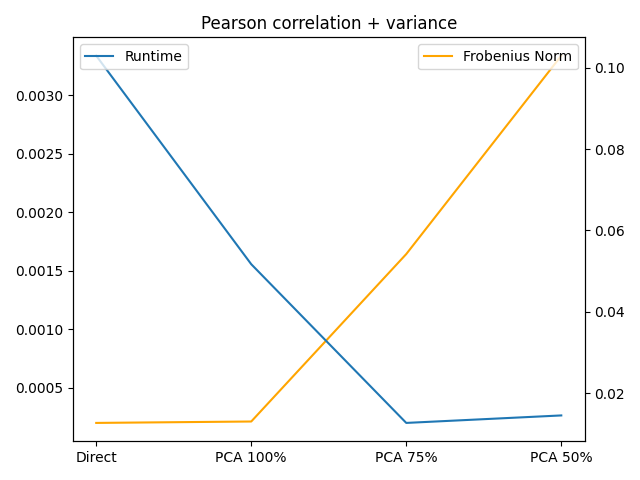 Pearson correlation + variance
Runtime
Frobenius Norm
0.0030
0.0025
0.0020
0.0015
0.0010
0.0005
0.10
0.08
0.06
0.04
0.02
Direct
PCA 100%
PCA 75%
PCA 50%